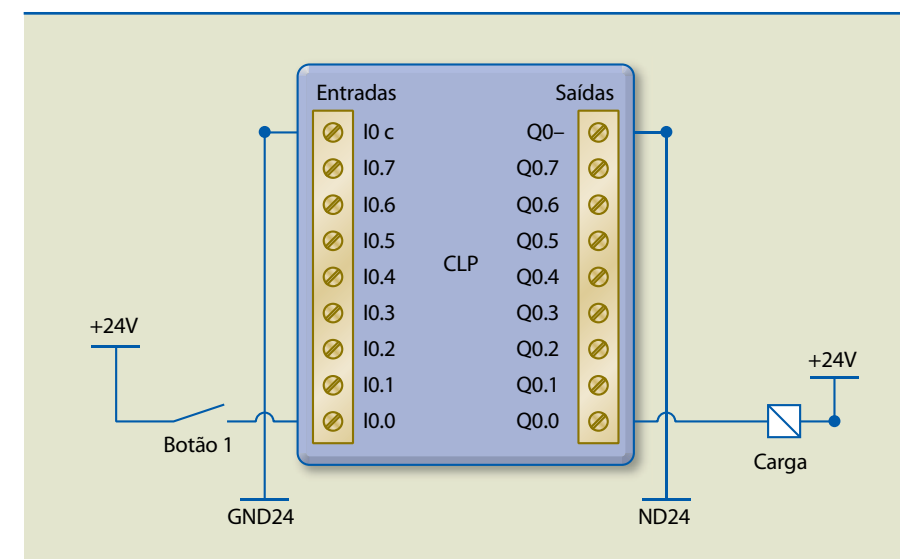 Entradas
Saídas
I0 c
Q0–
I0.7
Q0.7
I0.6
Q0.6
I0.5
Q0.5
CLP
I0.4
Q0.4
I0.3
Q0.3
+24V
I0.2
Q0.2
+24V
I0.1
Q0.1
I0.0
Q0.0
Botão 1
Carga
GND24
ND24